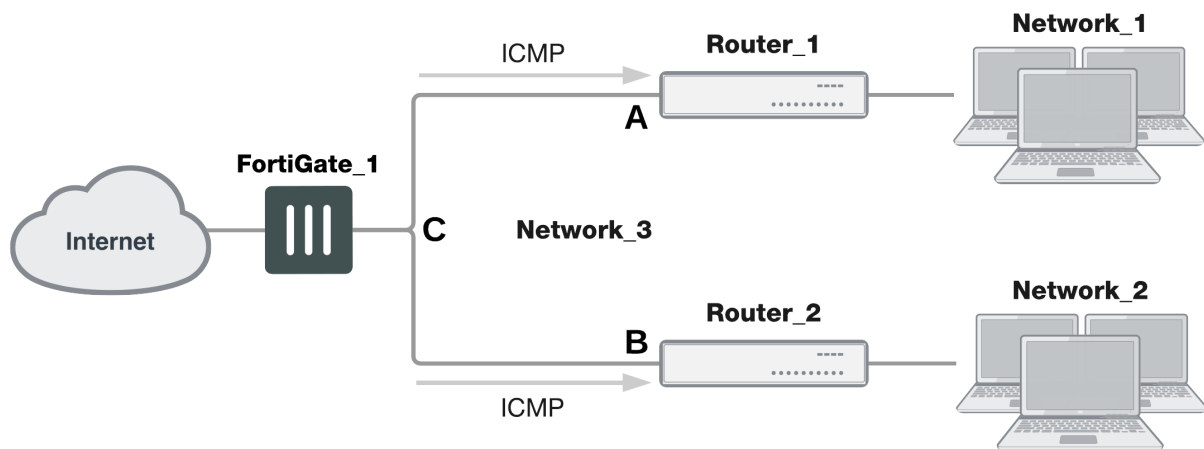 Network_1
Router_1
ICMP
A
FortiGate_1
Internet
C
Network_3
Network_2
Router_2
B
ICMP